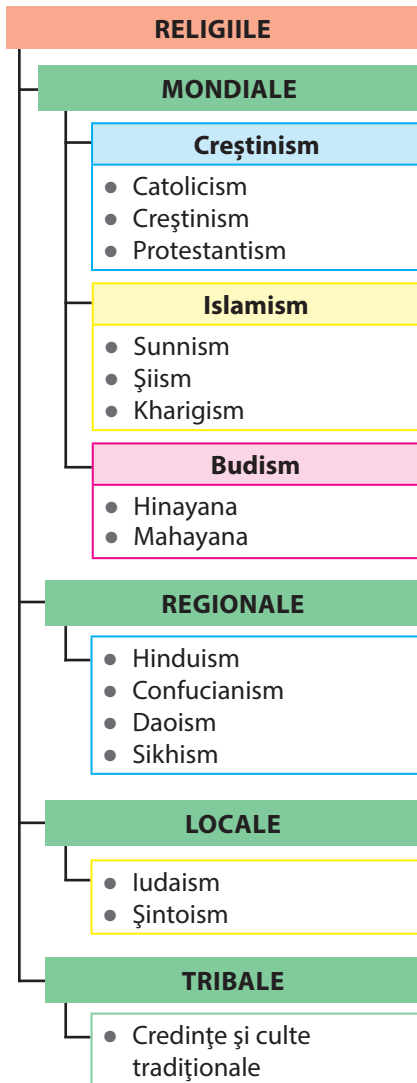 RELIGIILE
MONDIALE
Creștinism
● Catolicism
● Creştinism
● Protestantism
Islamism
● Sunnism
● Şiism
● Kharigism
Budism
● Hinayana
● Mahayana
REGIONALE
● Hinduism
● Confucianism
● Daoism
● Sikhism
LOCALE
● Iudaism
● Şintoism
TRIBALE
● Credinţe şi culte
tradiţionale